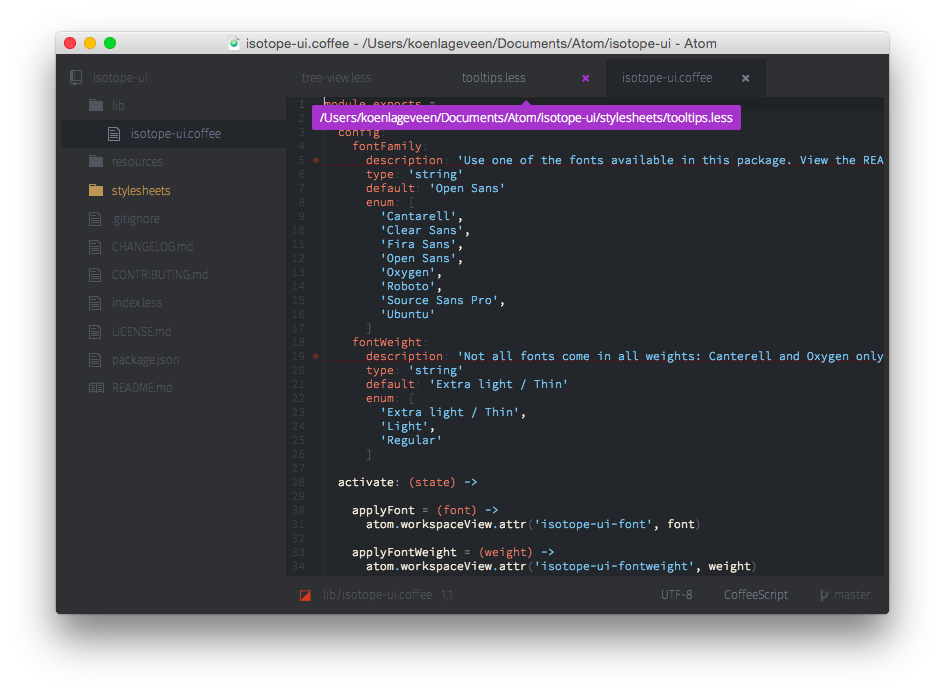 isotope-ui.coffee - /Users/koenlageveen/Documents/Atom/isotope-ui - Atom
isotope-ui
lib
isotope-ui.coffee
resources
stylesheets
.gitignore
CHANGELOG.md
CONTRIBUTING.md
index.less
LICENSE.md
package.json
README.md
tree-view.less
tooltips.less ×
isotope-ui.coffee ×
/Users/koenlageveen/Documents/Atom/isotope-ui/stylesheets/tooltips.less
1 module.exports =
2
3   config:
4     fontFamily:
5       description: 'Use one of the fonts available in this package. View the REA
6       type: 'string'
7       default: 'Open Sans'
8       enum: [
9         'Cantarell',
10         'Clear Sans',
11         'Fira Sans',
12         'Open Sans',
13         'Oxygen',
14         'Roboto',
15         'Source Sans Pro',
16         'Ubuntu'
17       ]
18     fontWeight:
19       description: 'Not all fonts come in all weights: Canterell and Oxygen only
20       type: 'string'
21       default: 'Extra light / Thin'
22       enum: [
23         'Extra light / Thin',
24         'Light',
25         'Regular'
26       ]
27
28   activate: (state) ->
29
30     applyFont = (font) ->
31       atom.workspaceView.attr('isotope-ui-font', font)
32
33     applyFontWeight = (weight) ->
34       atom.workspaceView.attr('isotope-ui-fontweight', weight)
lib/isotope-ui.coffee 1,1
UTF-8 CoffeeScript master